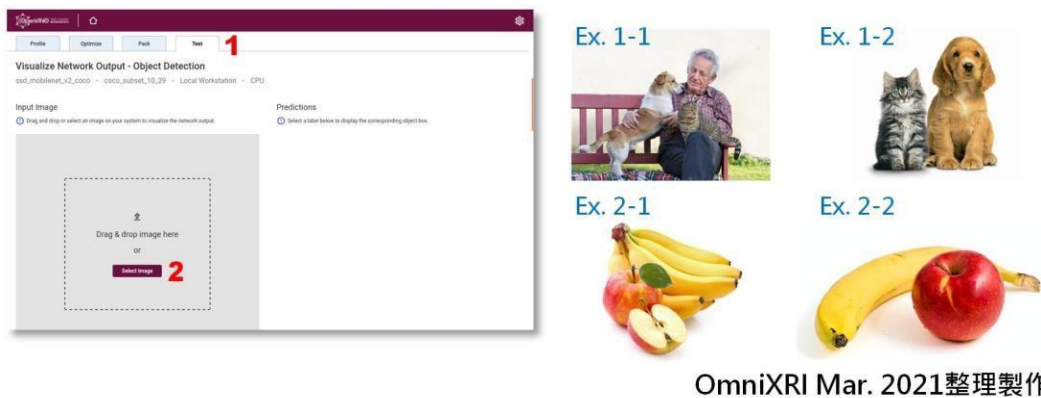 OpenVINO
Profile
Optimize
Pack
Test
1
Visualize Network Output - Object Detection
ssd_mobilenet_v2_coco - coco_subset_10_29 - Local Workstation - CPU
Input Image
Drag and drop or select an image on your system to visualize the network output.
Predictions
Select a label below to display the corresponding object box.
Drag & drop image here
or
Select Image
2
Ex. 1-1
Ex. 1-2
Ex. 2-1
Ex. 2-2
OmniXRI Mar. 2021整理製作